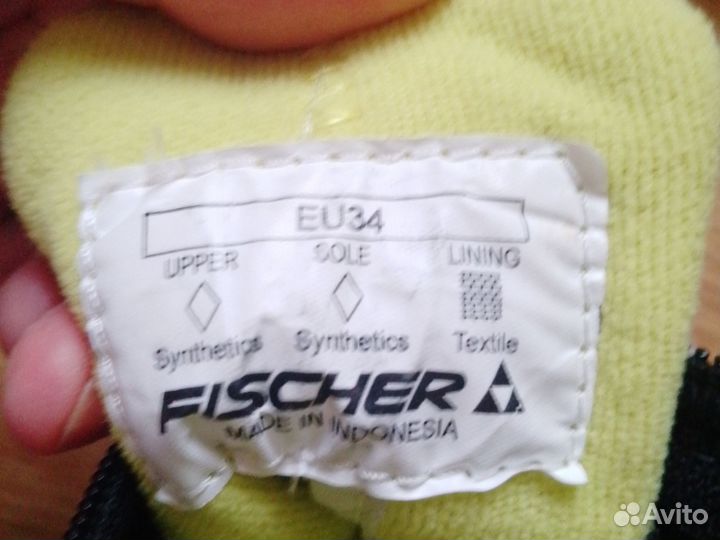 EU34
UPPER SOLE LINING
Synthetics Synthetics Textile
FISCHER
MADE IN INDONESIA
Avito